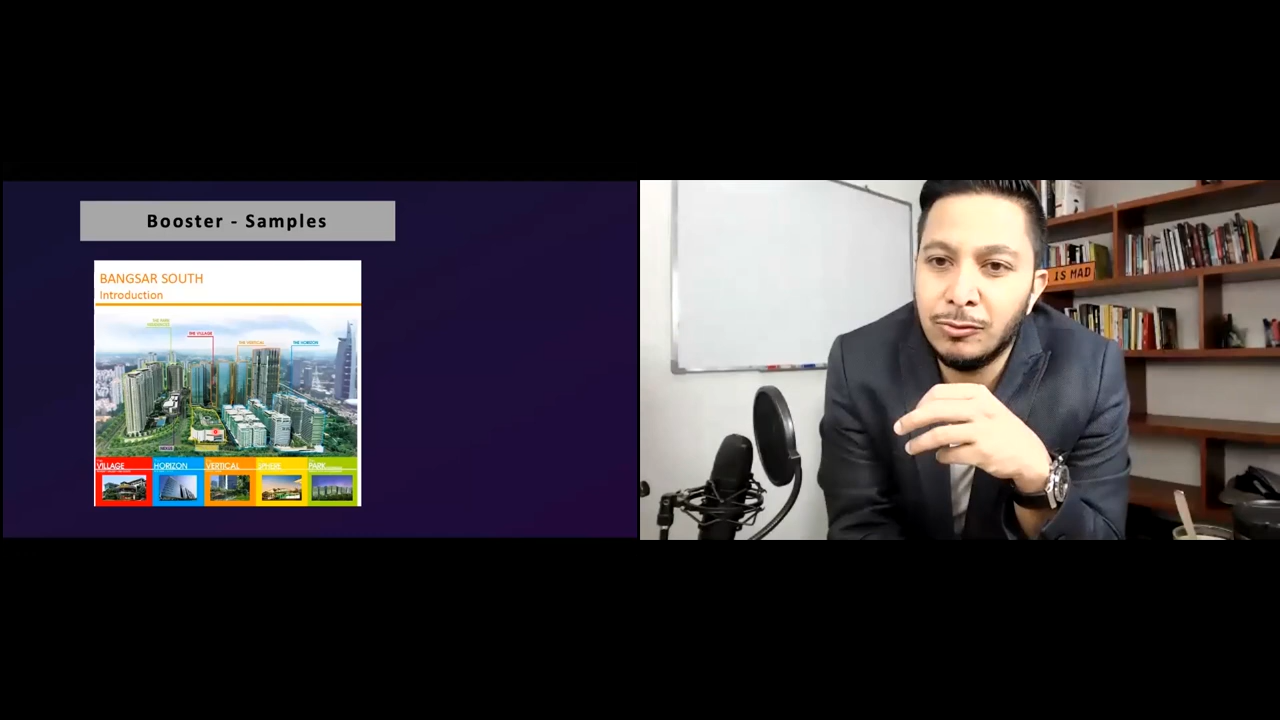 Booster - Samples
BANGSAR SOUTH
Introduction
THE VILLAGE
THE VERTICAL
THE HORIZON
VILLAGE
HORIZON
VERTICAL
SPHERE
PARK
IS MAD